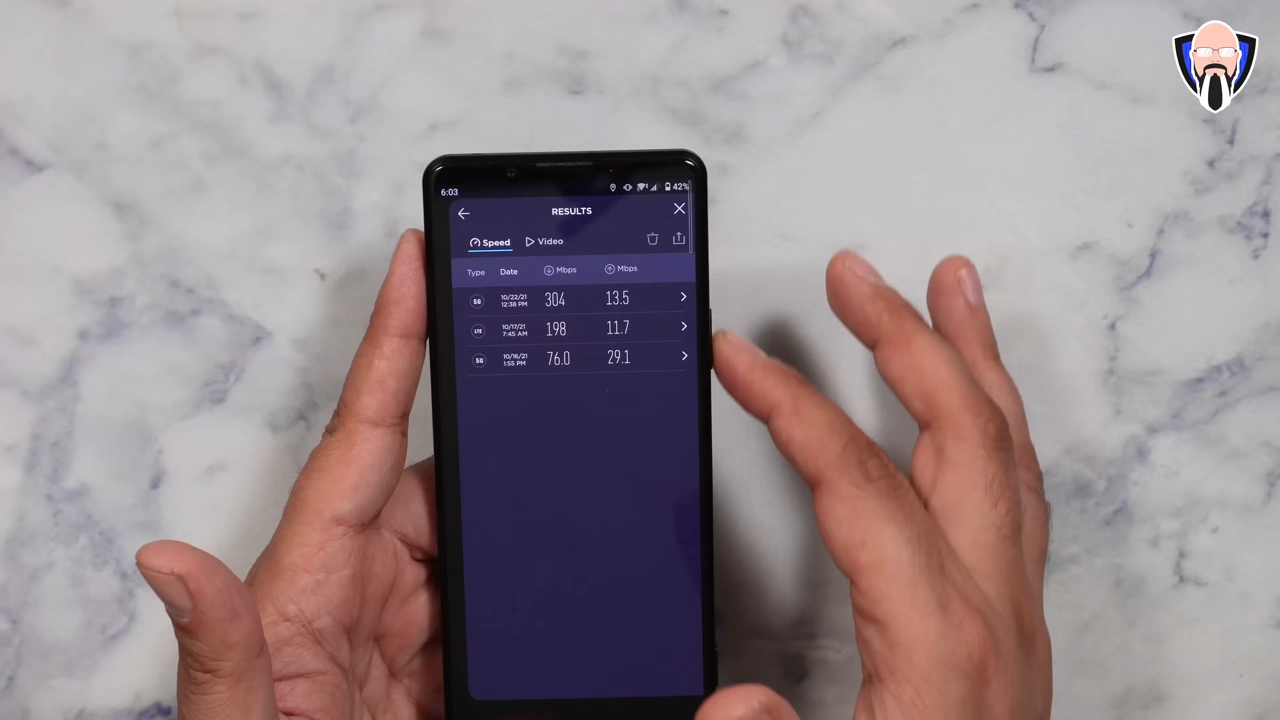 6:03 42%
RESULTS
Speed Video
Type Date Mbps Mbps
5G 10/22/21 12:38 PM 304 13.5
LTE 10/17/21 7:45 AM 198 11.7
5G 10/16/21 1:55 PM 76.0 29.1